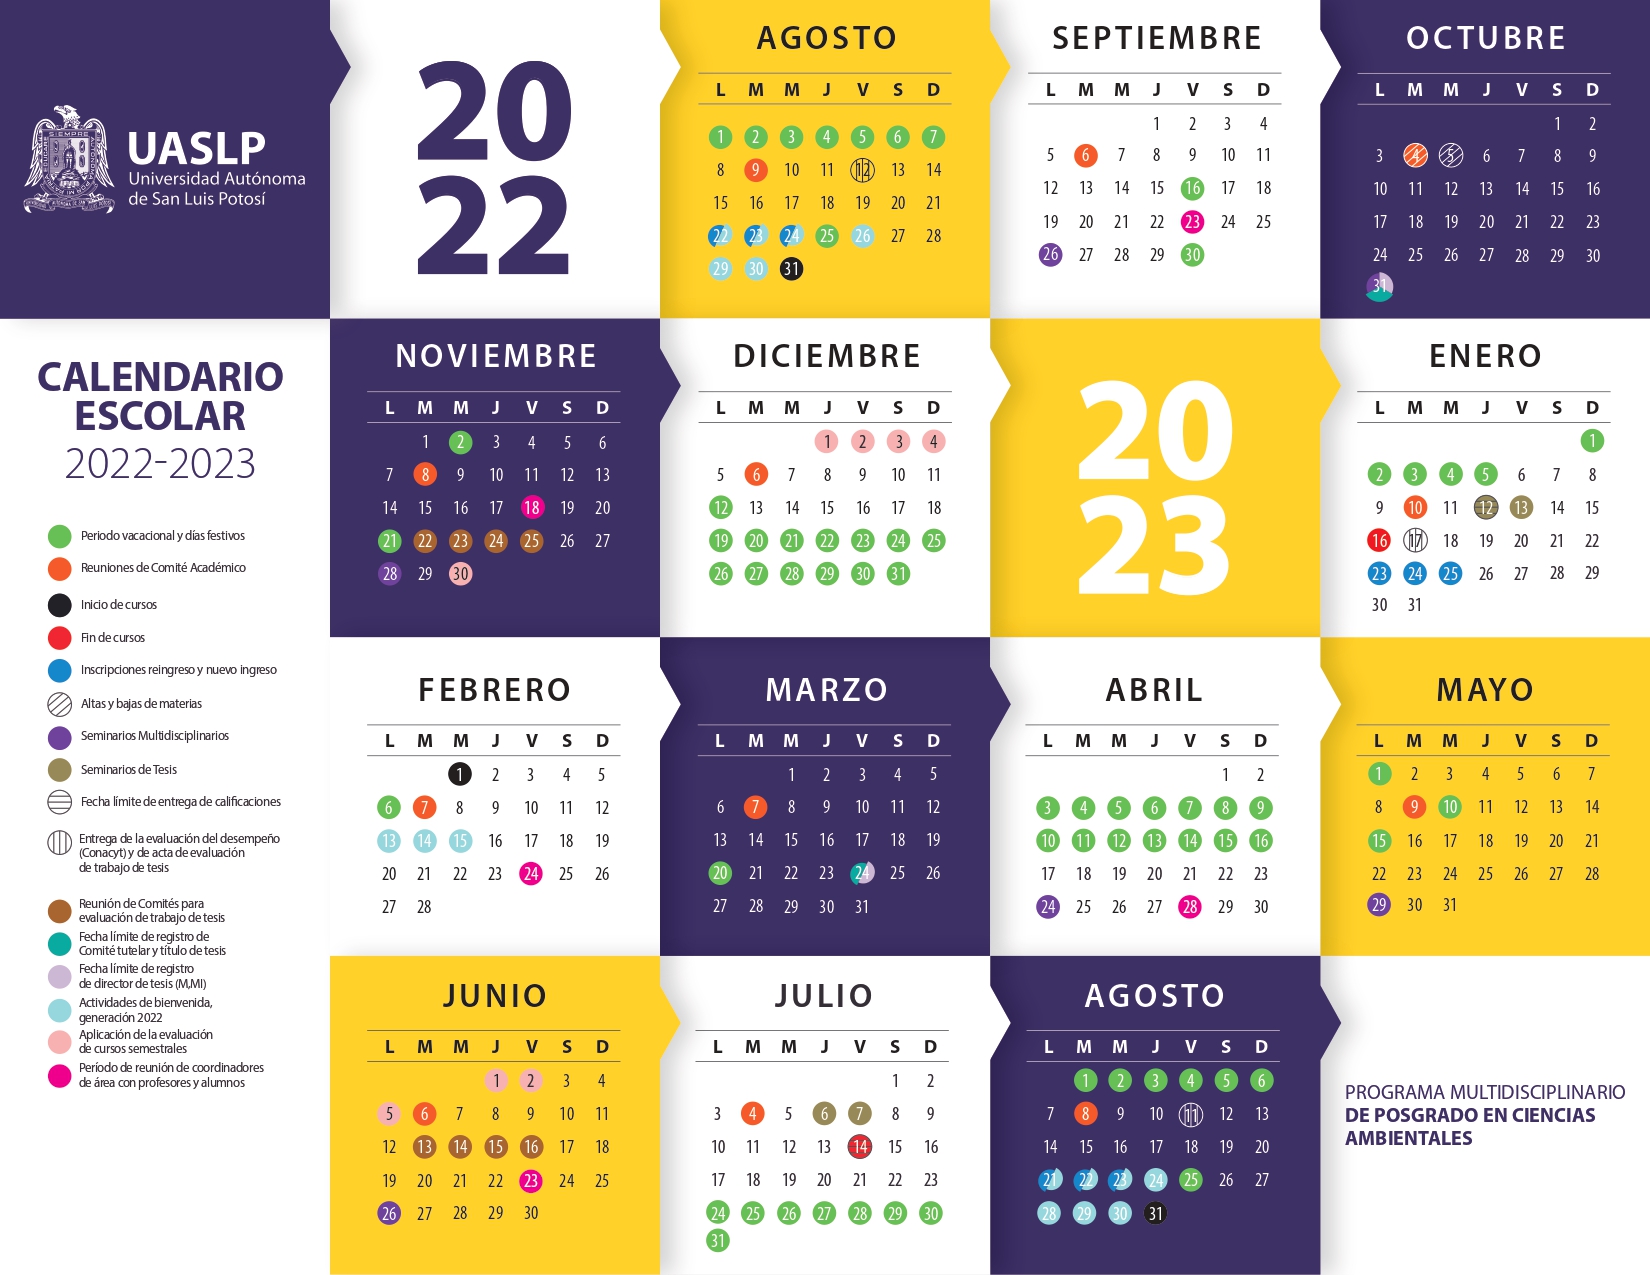 SIEMPRE
UASLP
Universidad Autónoma
de San Luis Potosí
20
22
AGOSTO
L M M J V S D
1 2 3 4 5 6 7
8 9 10 11 12 13 14
15 16 17 18 19 20 21
22 23 24 25 26 27 28
29 30 31
SEPTIEMBRE
L M M J V S D
1 2 3 4
5 6 7 8 9 10 11
12 13 14 15 16 17 18
19 20 21 22 23 24 25
26 27 28 29 30
OCTUBRE
L M M J V S D
1 2
3 4 5 6 7 8 9
10 11 12 13 14 15 16
17 18 19 20 21 22 23
24 25 26 27 28 29 30
31
CALENDARIO
ESCOLAR
2022-2023
Periodo vacacional y días festivos
Reuniones de Comité Académico
Inicio de cursos
Fin de cursos
Inscripciones reingreso y nuevo ingreso
Altas y bajas de materias
Seminarios Multidisciplinarios
Seminarios de Tesis
Fecha límite de entrega de calificaciones
Entrega de la evaluación del desempeño
(Conacyt) y de acta de evaluación
de trabajo de tesis
Reunión de Comités para
evaluación de trabajo de tesis
Fecha límite de registro de
Comité tutelar y título de tesis
Fecha límite de registro
de director de tesis (M,MI)
Actividades de bienvenida,
generación 2022
Aplicación de la evaluación
de cursos semestrales
Período de reunión de coordinadores
de área con profesores y alumnos
NOVIEMBRE
L M M J V S D
1 2 3 4 5 6
7 8 9 10 11 12 13
14 15 16 17 18 19 20
21 22 23 24 25 26 27
28 29 30
DICIEMBRE
L M M J V S D
1 2 3 4
5 6 7 8 9 10 11
12 13 14 15 16 17 18
19 20 21 22 23 24 25
26 27 28 29 30 31
20
23
ENERO
L M M J V S D
1
2 3 4 5 6 7 8
9 10 11 12 13 14 15
16 17 18 19 20 21 22
23 24 25 26 27 28 29
30 31
FEBRERO
L M M J V S D
1 2 3 4 5
6 7 8 9 10 11 12
13 14 15 16 17 18 19
20 21 22 23 24 25 26
27 28
MARZO
L M M J V S D
1 2 3 4 5
6 7 8 9 10 11 12
13 14 15 16 17 18 19
20 21 22 23 24 25 26
27 28 29 30 31
ABRIL
L M M J V S D
1 2
3 4 5 6 7 8 9
10 11 12 13 14 15 16
17 18 19 20 21 22 23
24 25 26 27 28 29 30
MAYO
L M M J V S D
1 2 3 4 5 6 7
8 9 10 11 12 13 14
15 16 17 18 19 20 21
22 23 24 25 26 27 28
29 30 31
JUNIO
L M M J V S D
1 2 3 4
5 6 7 8 9 10 11
12 13 14 15 16 17 18
19 20 21 22 23 24 25
26 27 28 29 30
JULIO
L M M J V S D
1 2
3 4 5 6 7 8 9
10 11 12 13 14 15 16
17 18 19 20 21 22 23
24 25 26 27 28 29 30
31
AGOSTO
L M M J V S D
1 2 3 4 5 6
7 8 9 10 11 12 13
14 15 16 17 18 19 20
21 22 23 24 25 26 27
28 29 30 31
PROGRAMA MULTIDISCIPLINARIO
DE POSGRADO EN CIENCIAS
AMBIENTALES